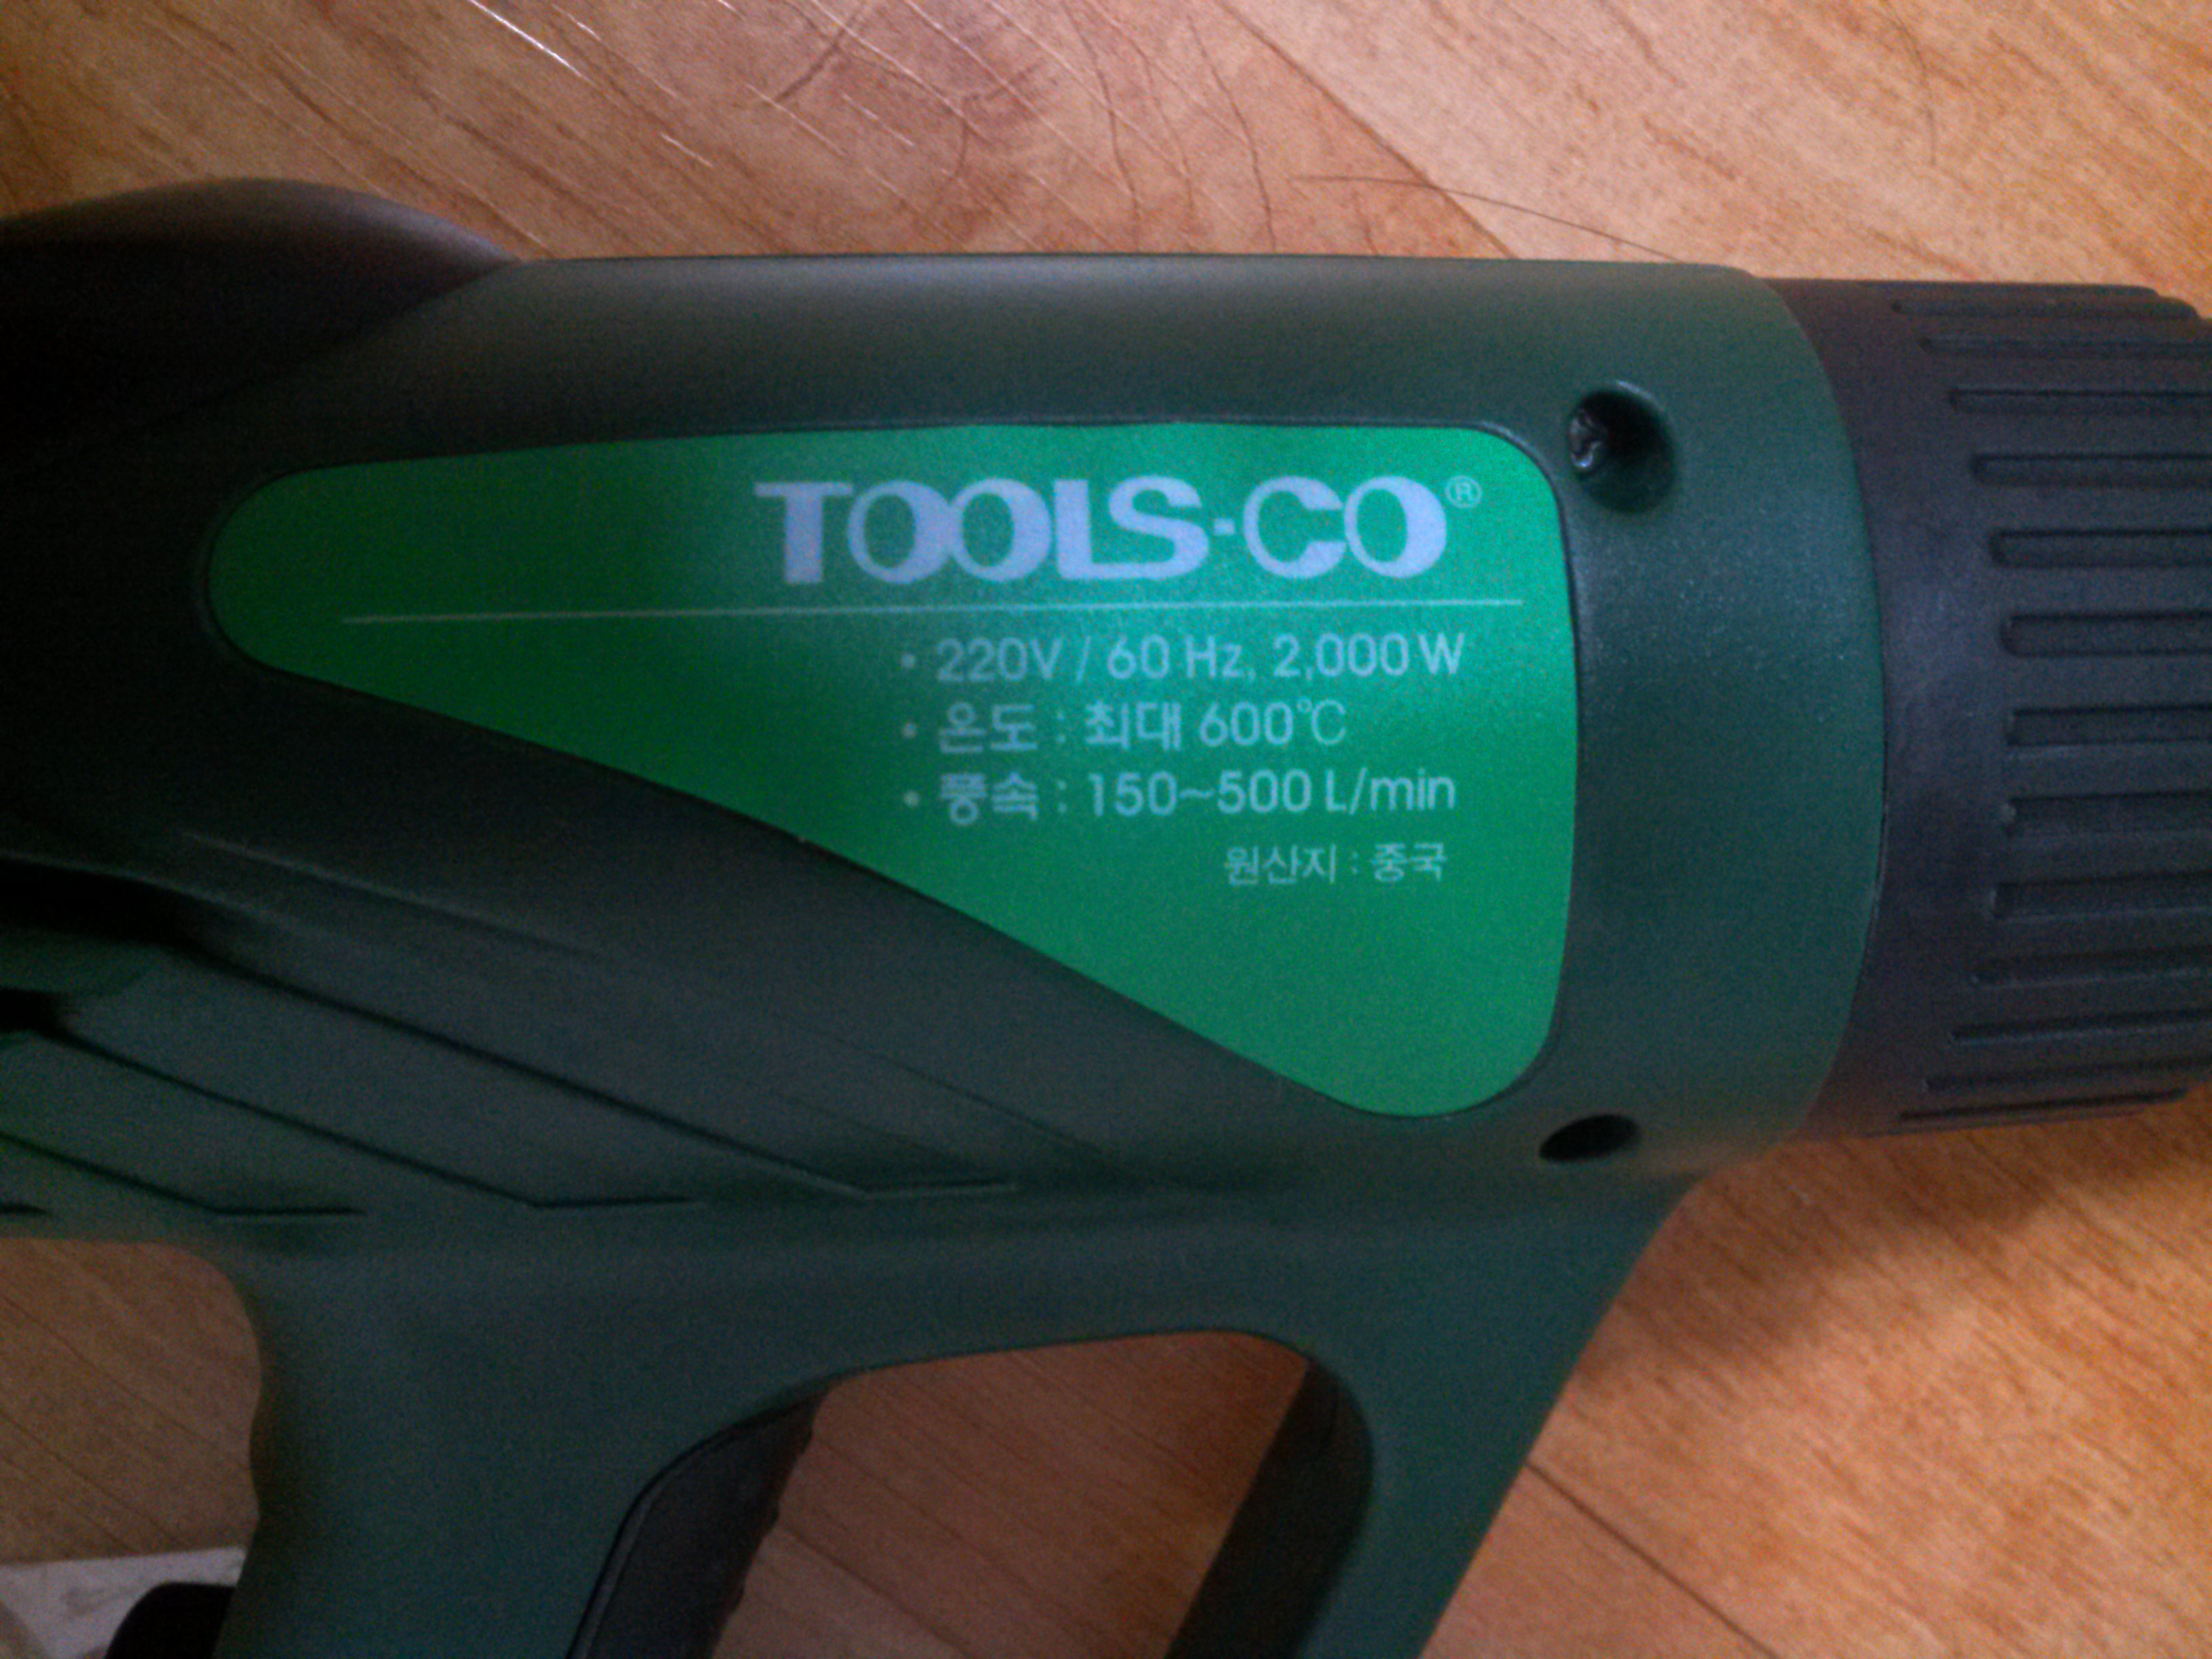 TOOLS-CO®
• 220V / 60 Hz, 2,000 W
• 온도 : 최대 600℃
• 풍속 : 150~500 L/min
원산지 : 중국